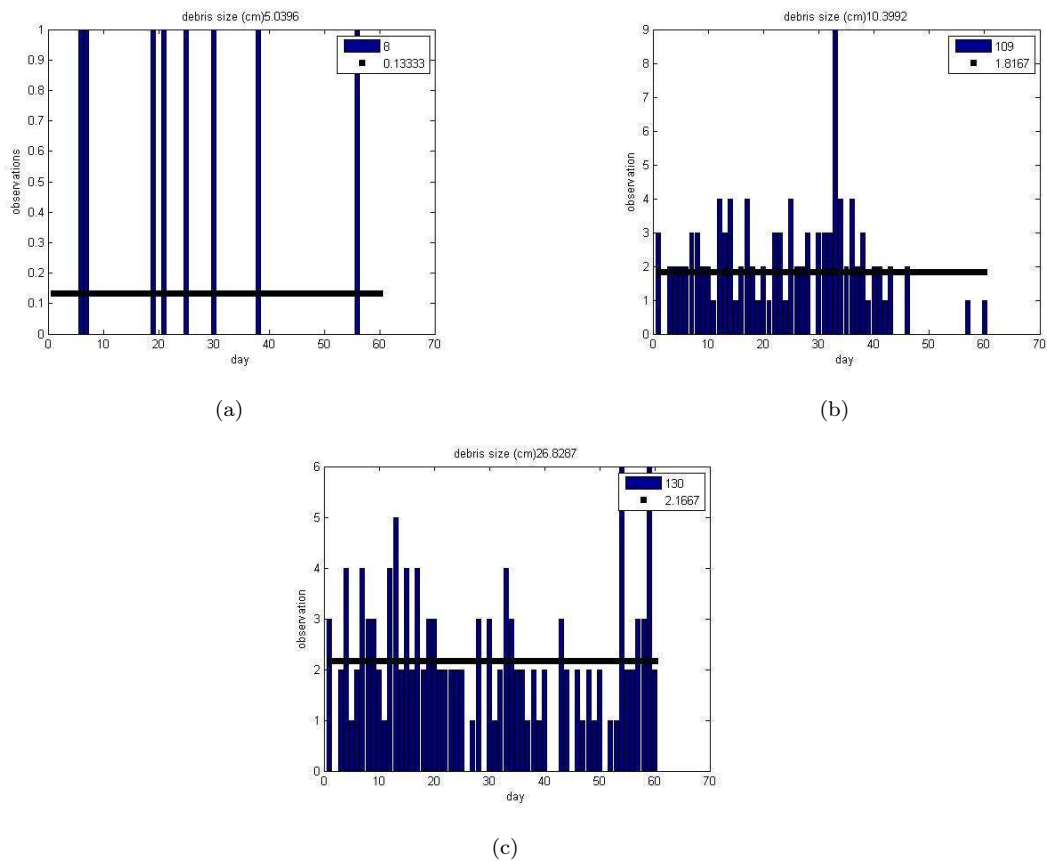 debris size (cm)5.0396
8
0.13333
1
0.9
0.8
0.7
0.6
0.5
0.4
0.3
0.2
0.1
0
observations
0 10 20 30 40 50 60 70
day
(a)
debris size (cm)10.3992
109
1.8167
9
8
7
6
5
4
3
2
1
0
observations
0 10 20 30 40 50 60 70
day
(b)
debris size (cm)26.8287
130
2.1667
6
5
4
3
2
1
0
observation
0 10 20 30 40 50 60 70
day
(c)